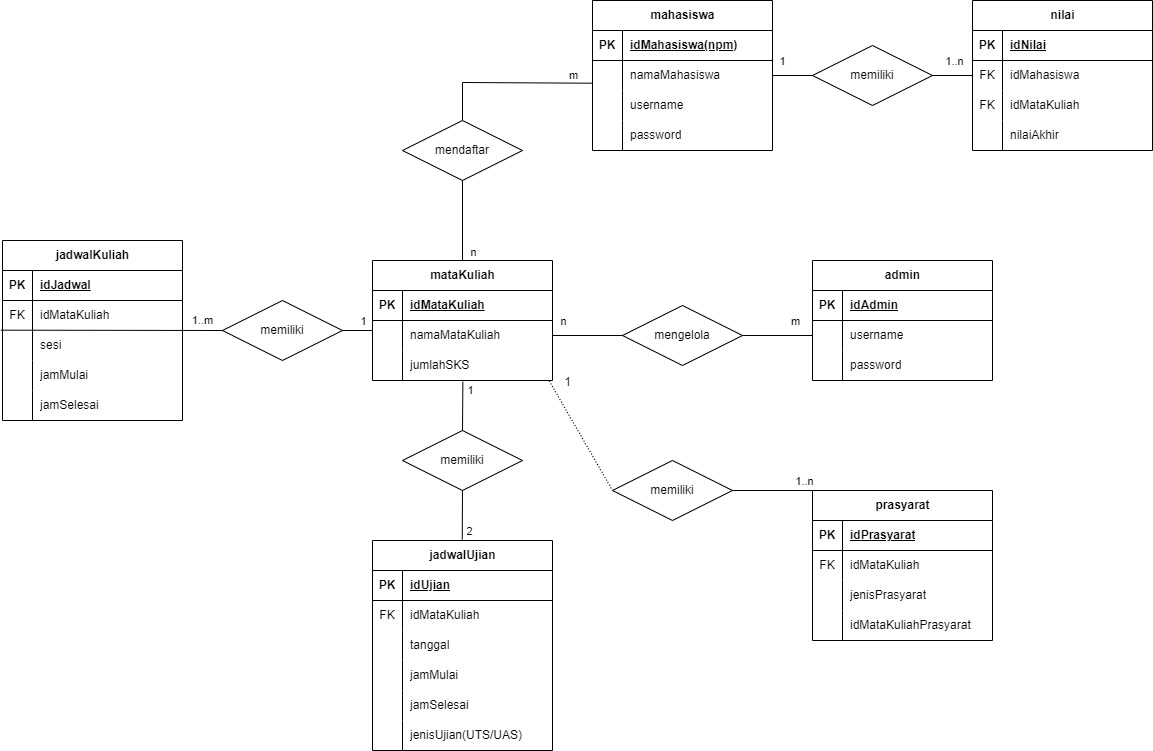 mahasiswa
PK idMahasiswa(npm)
namaMahasiswa
username
password
1
memiliki
1..n
nilai
PK idNilai
FK idMahasiswa
FK idMataKuliah
nilaiAkhir
m
mendaftar
n
jadwalKuliah
PK idJadwal
FK idMataKuliah
sesi
jamMulai
jamSelesai
1..m
memiliki
1
mataKuliah
PK idMataKuliah
namaMataKuliah
jumlahSKS
n
mengelola
m
admin
PK idAdmin
username
password
1
memiliki
2
1
memiliki
1..n
prasyarat
PK idPrasyarat
FK idMataKuliah
jenisPrasyarat
idMataKuliahPrasyarat
jadwalUjian
PK idUjian
FK idMataKuliah
tanggal
jamMulai
jamSelesai
jenisUjian(UTS/UAS)